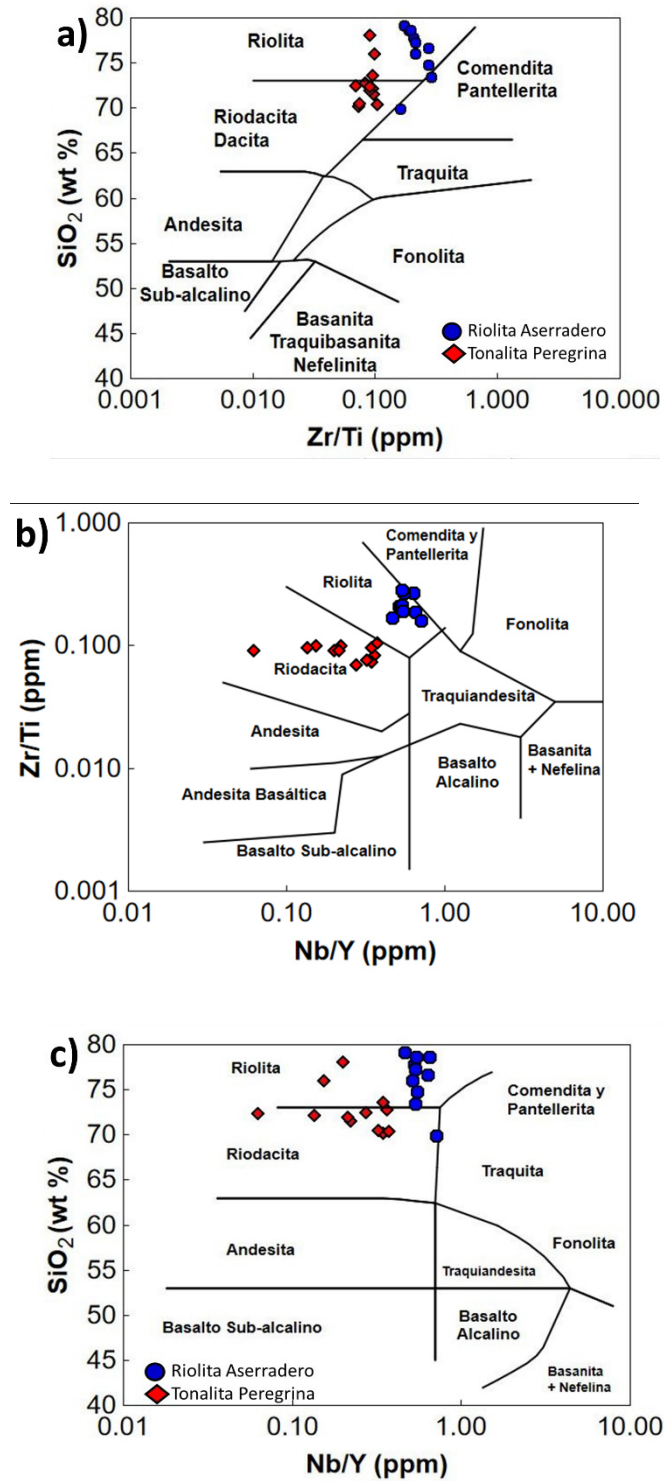 a)
80
75
70
65
60
55
50
45
40
SiO₂ (wt %)
Riolita
Comendita
Pantellerita
Riodacita
Dacita
Traquita
Andesita
Fonolita
Basalto
Sub-alcalino
Basanita
Traquibasanita
Nefelinita
Riolita Aserradero
Tonalita Peregrina
0.001 0.010 0.100 1.000 10.000
Zr/Ti (ppm)
b)
1.000
0.100
0.010
0.001
Zr/Ti (ppm)
Comendita y
Pantellerita
Riolita
Fonolita
Riodacita
Traquiandesita
Andesita
Basalto
Alcalino
Basanita
+ Nefelina
Andesita Basáltica
Basalto Sub-alcalino
0.01 0.10 1.00 10.00
Nb/Y (ppm)
c)
80
75
70
65
60
55
50
45
40
SiO₂ (wt %)
Riolita
Comendita y
Pantellerita
Riodacita
Traquita
Andesita
Fonolita
Traquiandesita
Basalto Sub-alcalino
Basalto
Alcalino
Basanita
+ Nefelina
Riolita Aserradero
Tonalita Peregrina
0.01 0.10 1.00 10.00
Nb/Y (ppm)